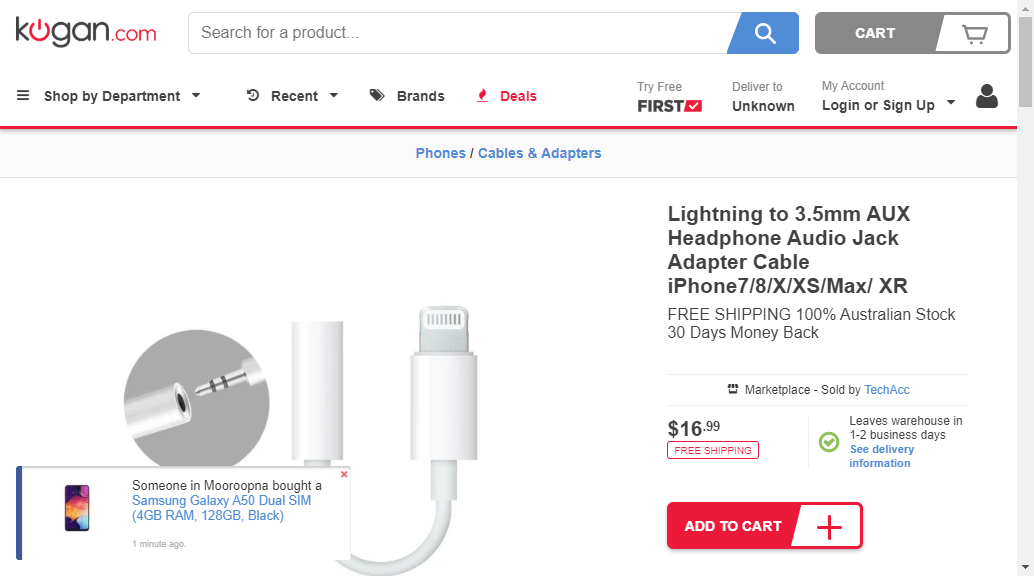 kogan.com
Search for a product...
CART
Shop by Department
Recent
Brands
Deals
Try Free
FIRST
Deliver to
Unknown
My Account
Login or Sign Up
Phones / Cables & Adapters
Lightning to 3.5mm AUX
Headphone Audio Jack
Adapter Cable
iPhone7/8/X/XS/Max/ XR
FREE SHIPPING 100% Australian Stock
30 Days Money Back
Marketplace - Sold by TechAcc
$16.99
FREE SHIPPING
Leaves warehouse in
1-2 business days
See delivery
information
ADD TO CART
Someone in Mooroopna bought a
Samsung Galaxy A50 Dual SIM
(4GB RAM, 128GB, Black)
1 minute ago.